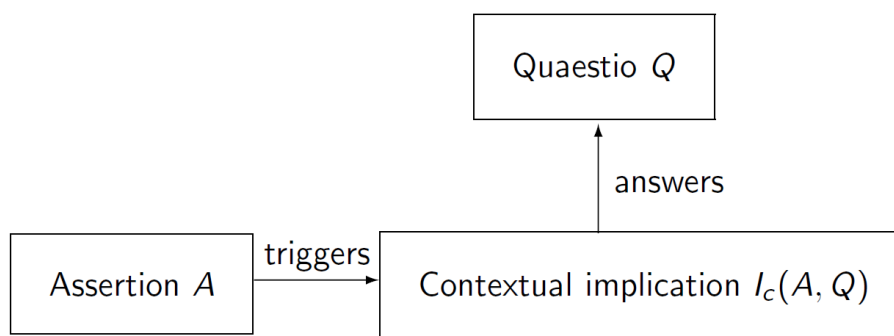 Quaestio Q
answers
triggers
Assertion A
Contextual implication I_c(A, Q)